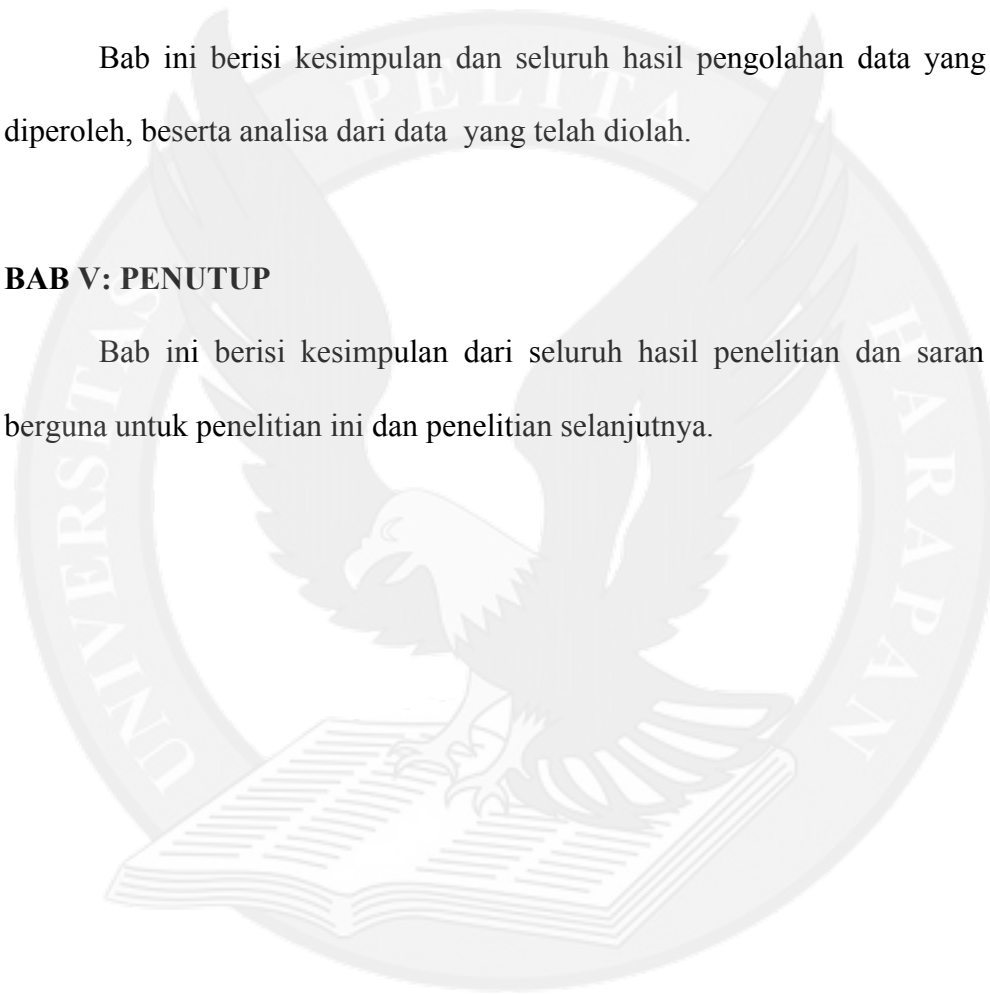 Bab ini berisi kesimpulan dan seluruh hasil pengolahan data yang
diperoleh, beserta analisa dari data yang telah diolah.
BAB V: PENUTUP
Bab ini berisi kesimpulan dari seluruh hasil penelitian dan saran
berguna untuk penelitian ini dan penelitian selanjutnya.
UNIVERSITAS PELITA HARAPAN